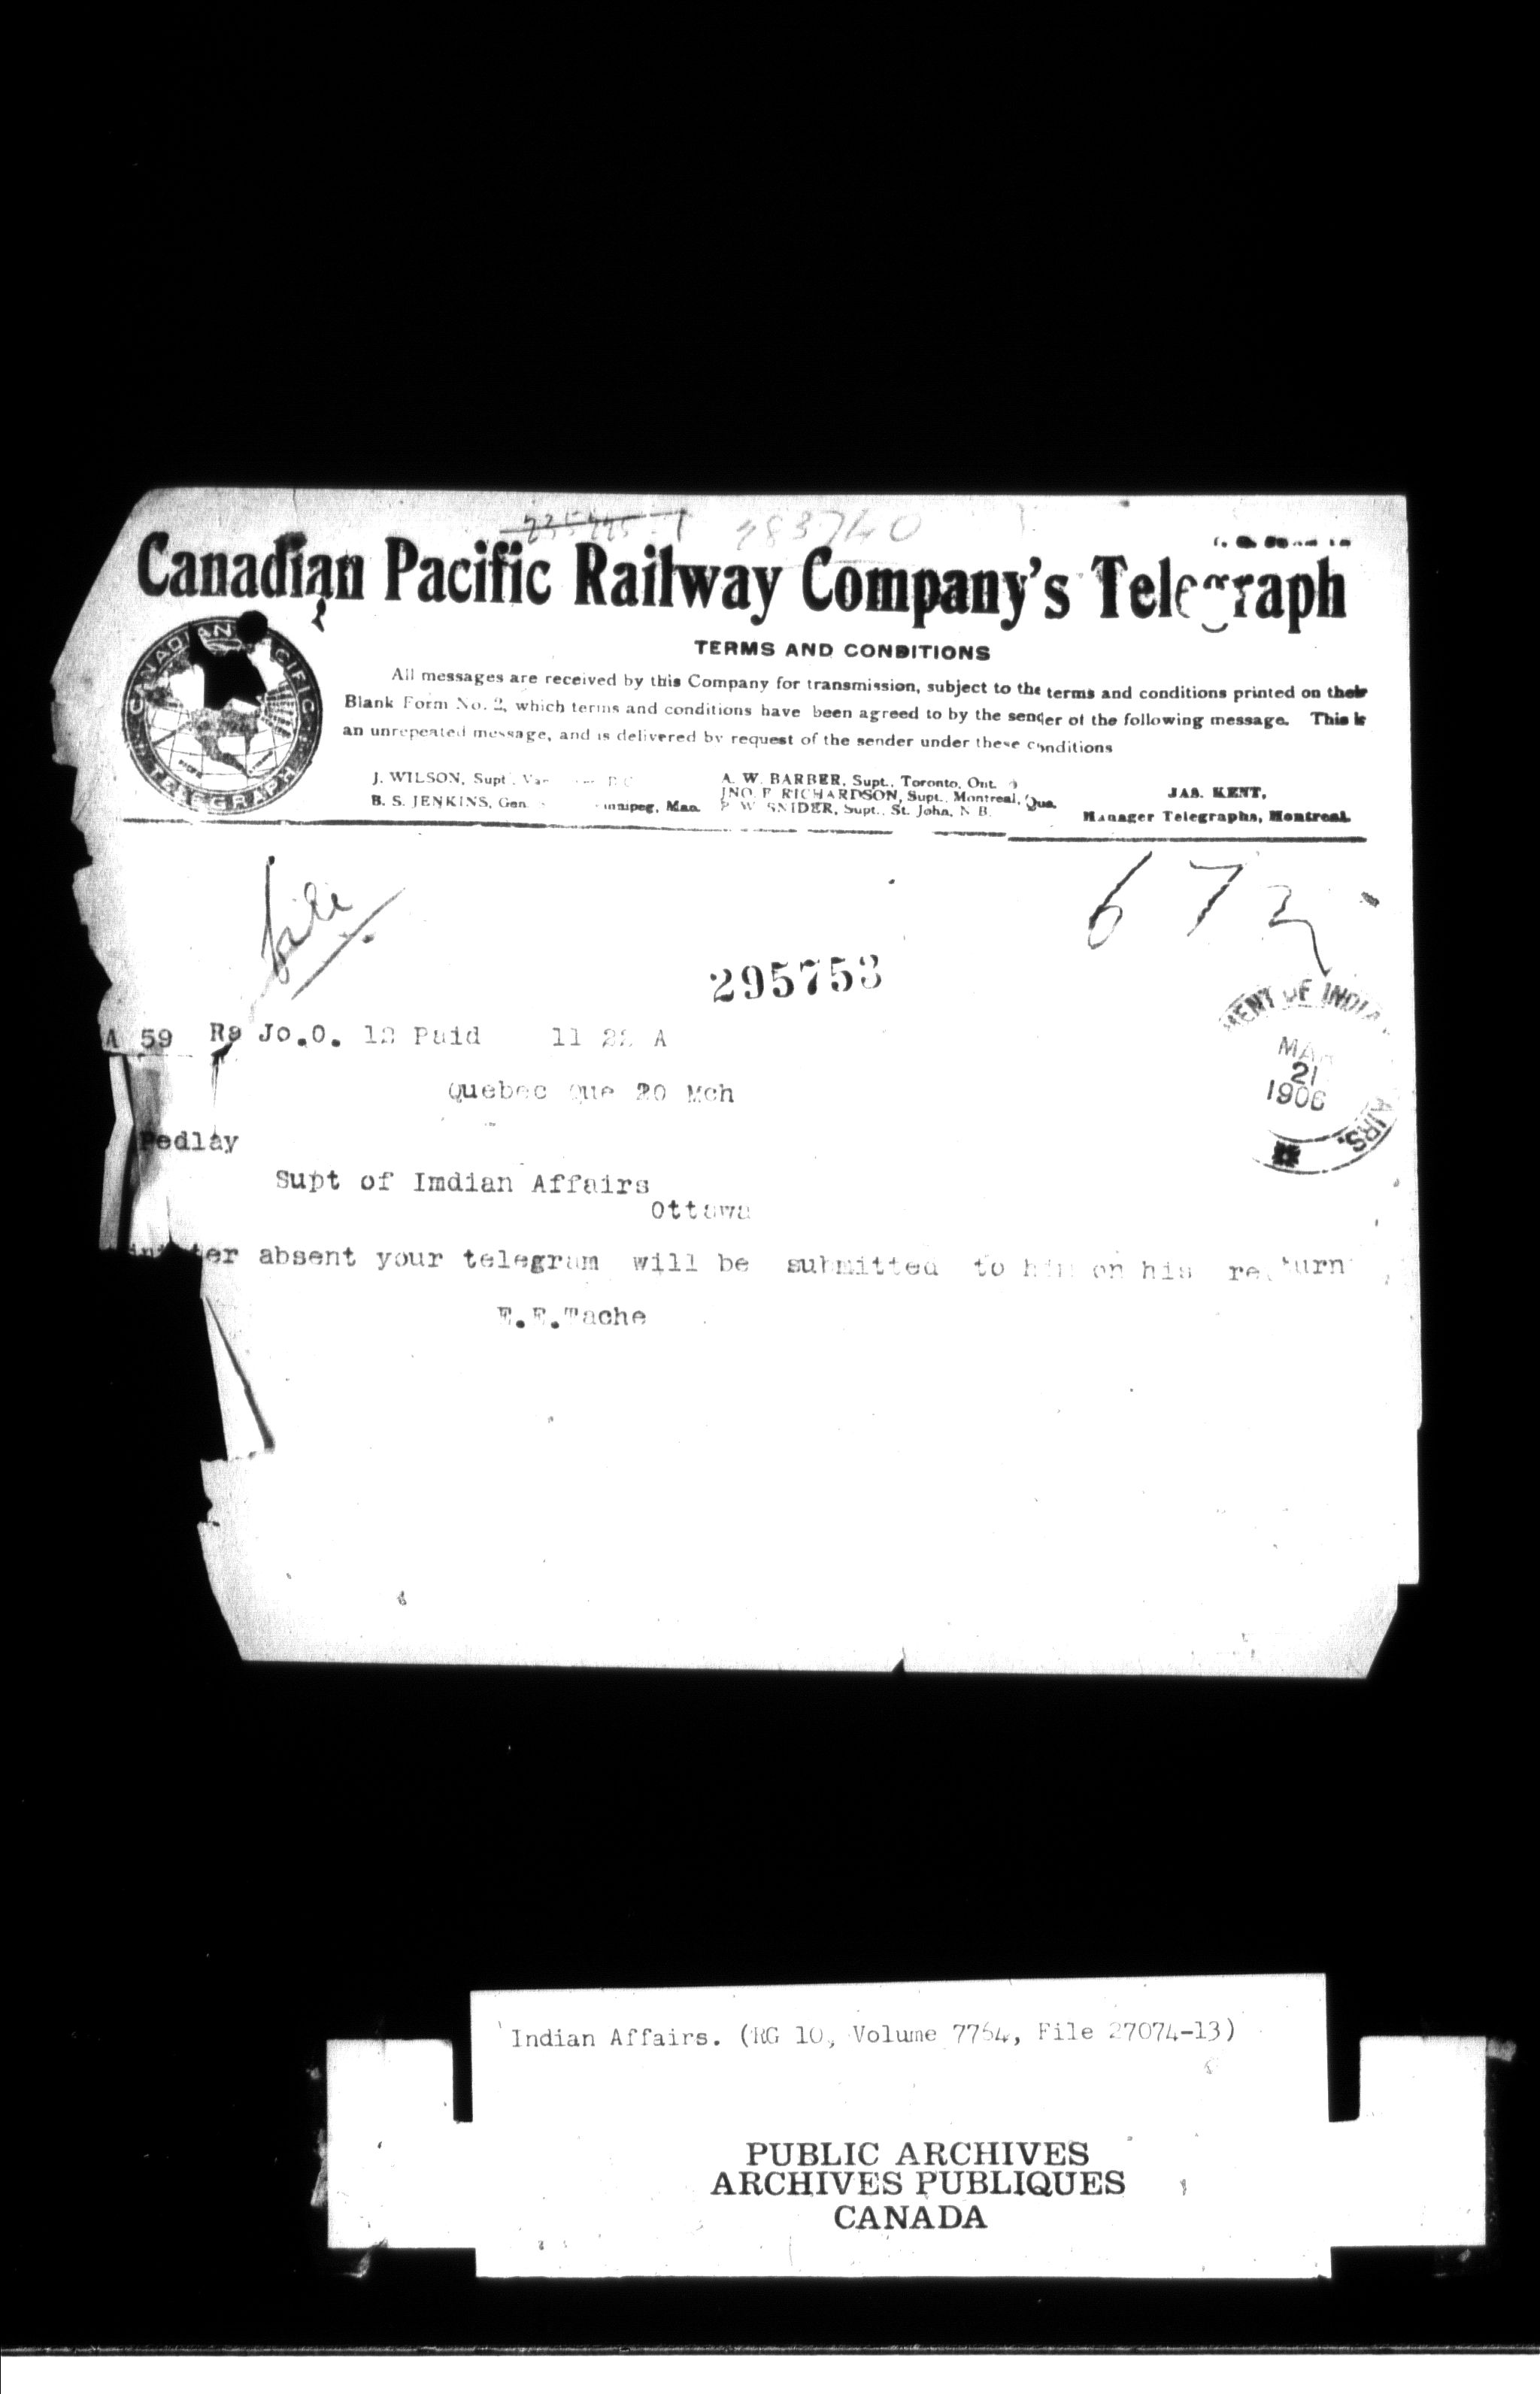 283740
Canadian Pacific Railway Company's Telegraph
CANADIAN PACIFIC TELEGRAPH
TERMS AND CONDITIONS
All messages are received by this Company for transmission, subject to the terms and conditions printed on their
Blank Form No. 2, which terms and conditions have been agreed to by the sender of the following message. This is
an unrepeated message, and is delivered by request of the sender under these conditions
J. WILSON, Supt.
B. S. JENKINS, Gen.
Man.
A. W. BARBER, Supt., Toronto, Ont.
JNO. F. RICHARDSON, Supt., Montreal, Que.
SNIDER, Supt., St. John, N B.
JAS. KENT,
Manager Telegraphs, Montreal.
file
672
295753
A 59 Ra Jo.O. 12 Paid 11 22 A
Quebec Que 20 Mch
MAR
21
1906
Pedlay
Supt of Imdian Affairs
Ottawa
absent your telegram will be submitted to him on his return
E.E.Tache
Indian Affairs. (RG 10, Volume 7764, File 27074-13)
PUBLIC ARCHIVES
ARCHIVES PUBLIQUES
CANADA